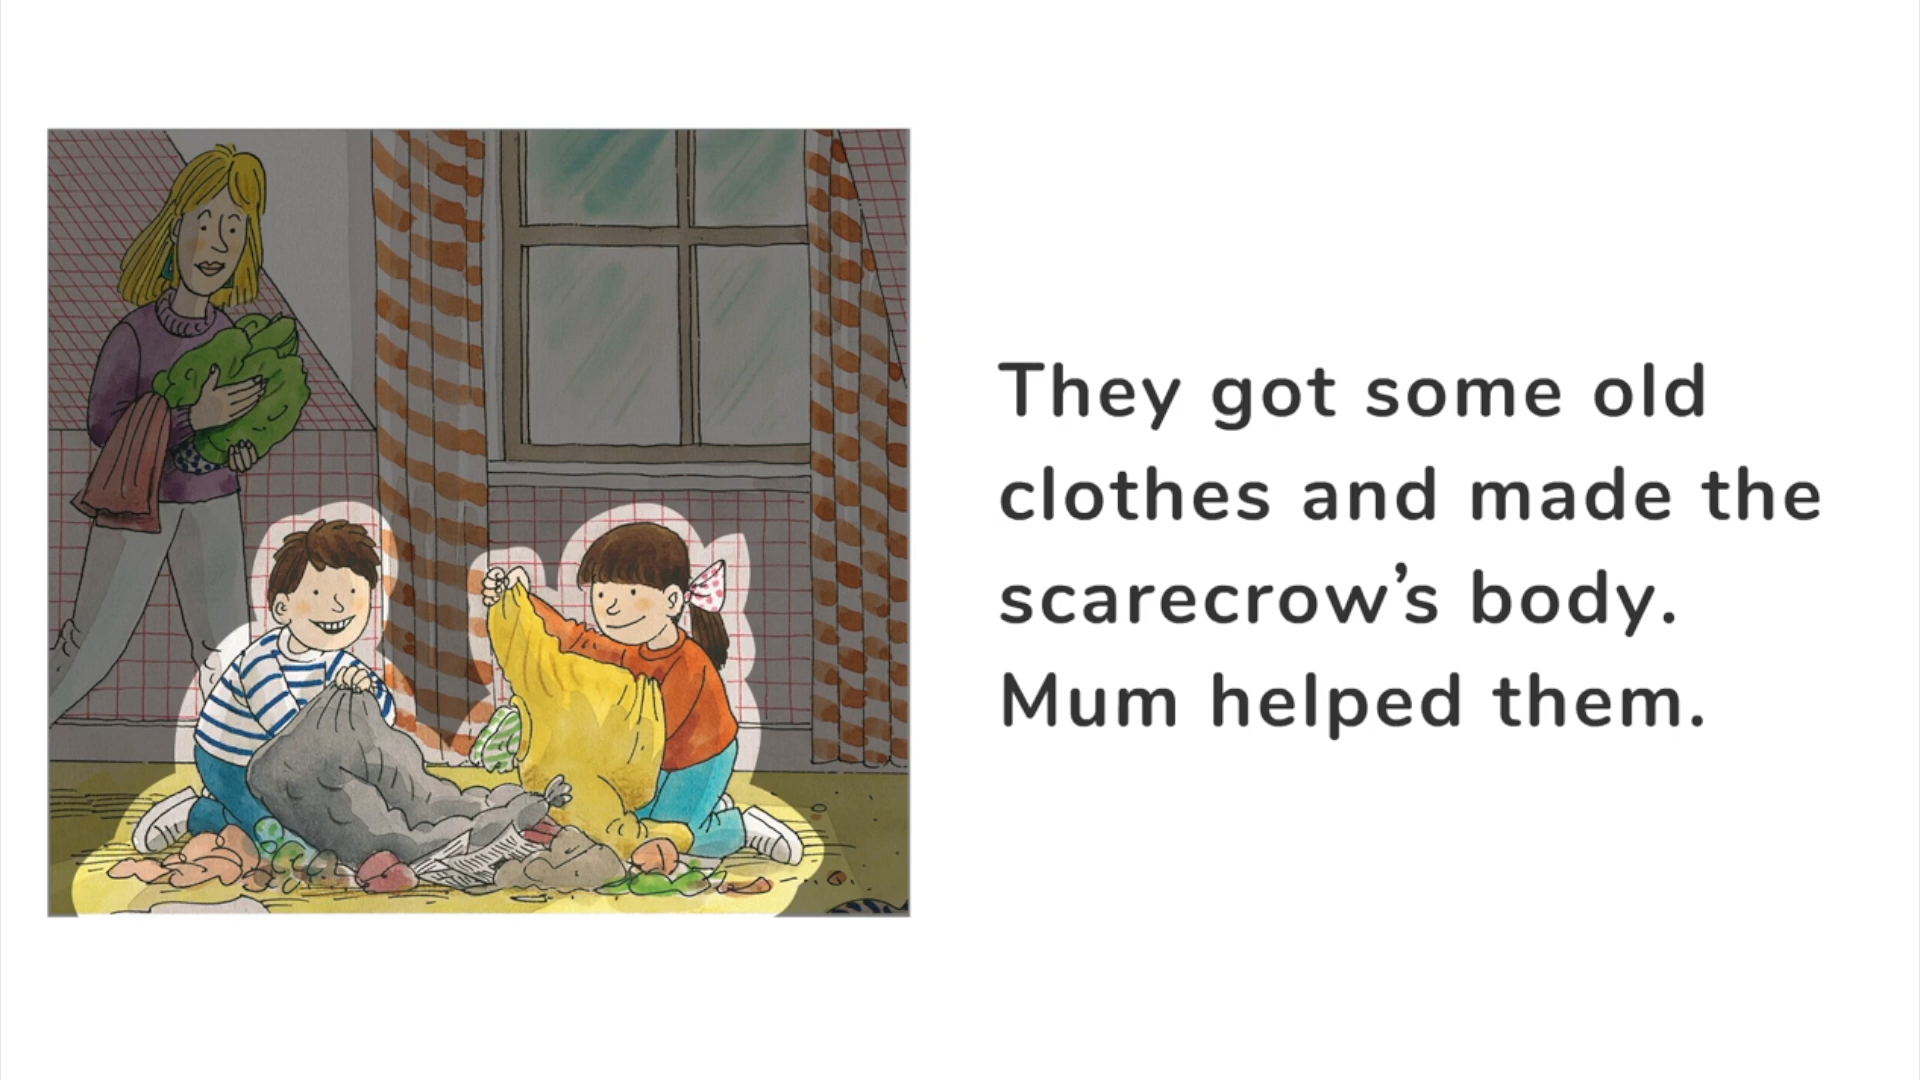 They got some old
clothes and made the
scarecrow’s body.
Mum helped them.